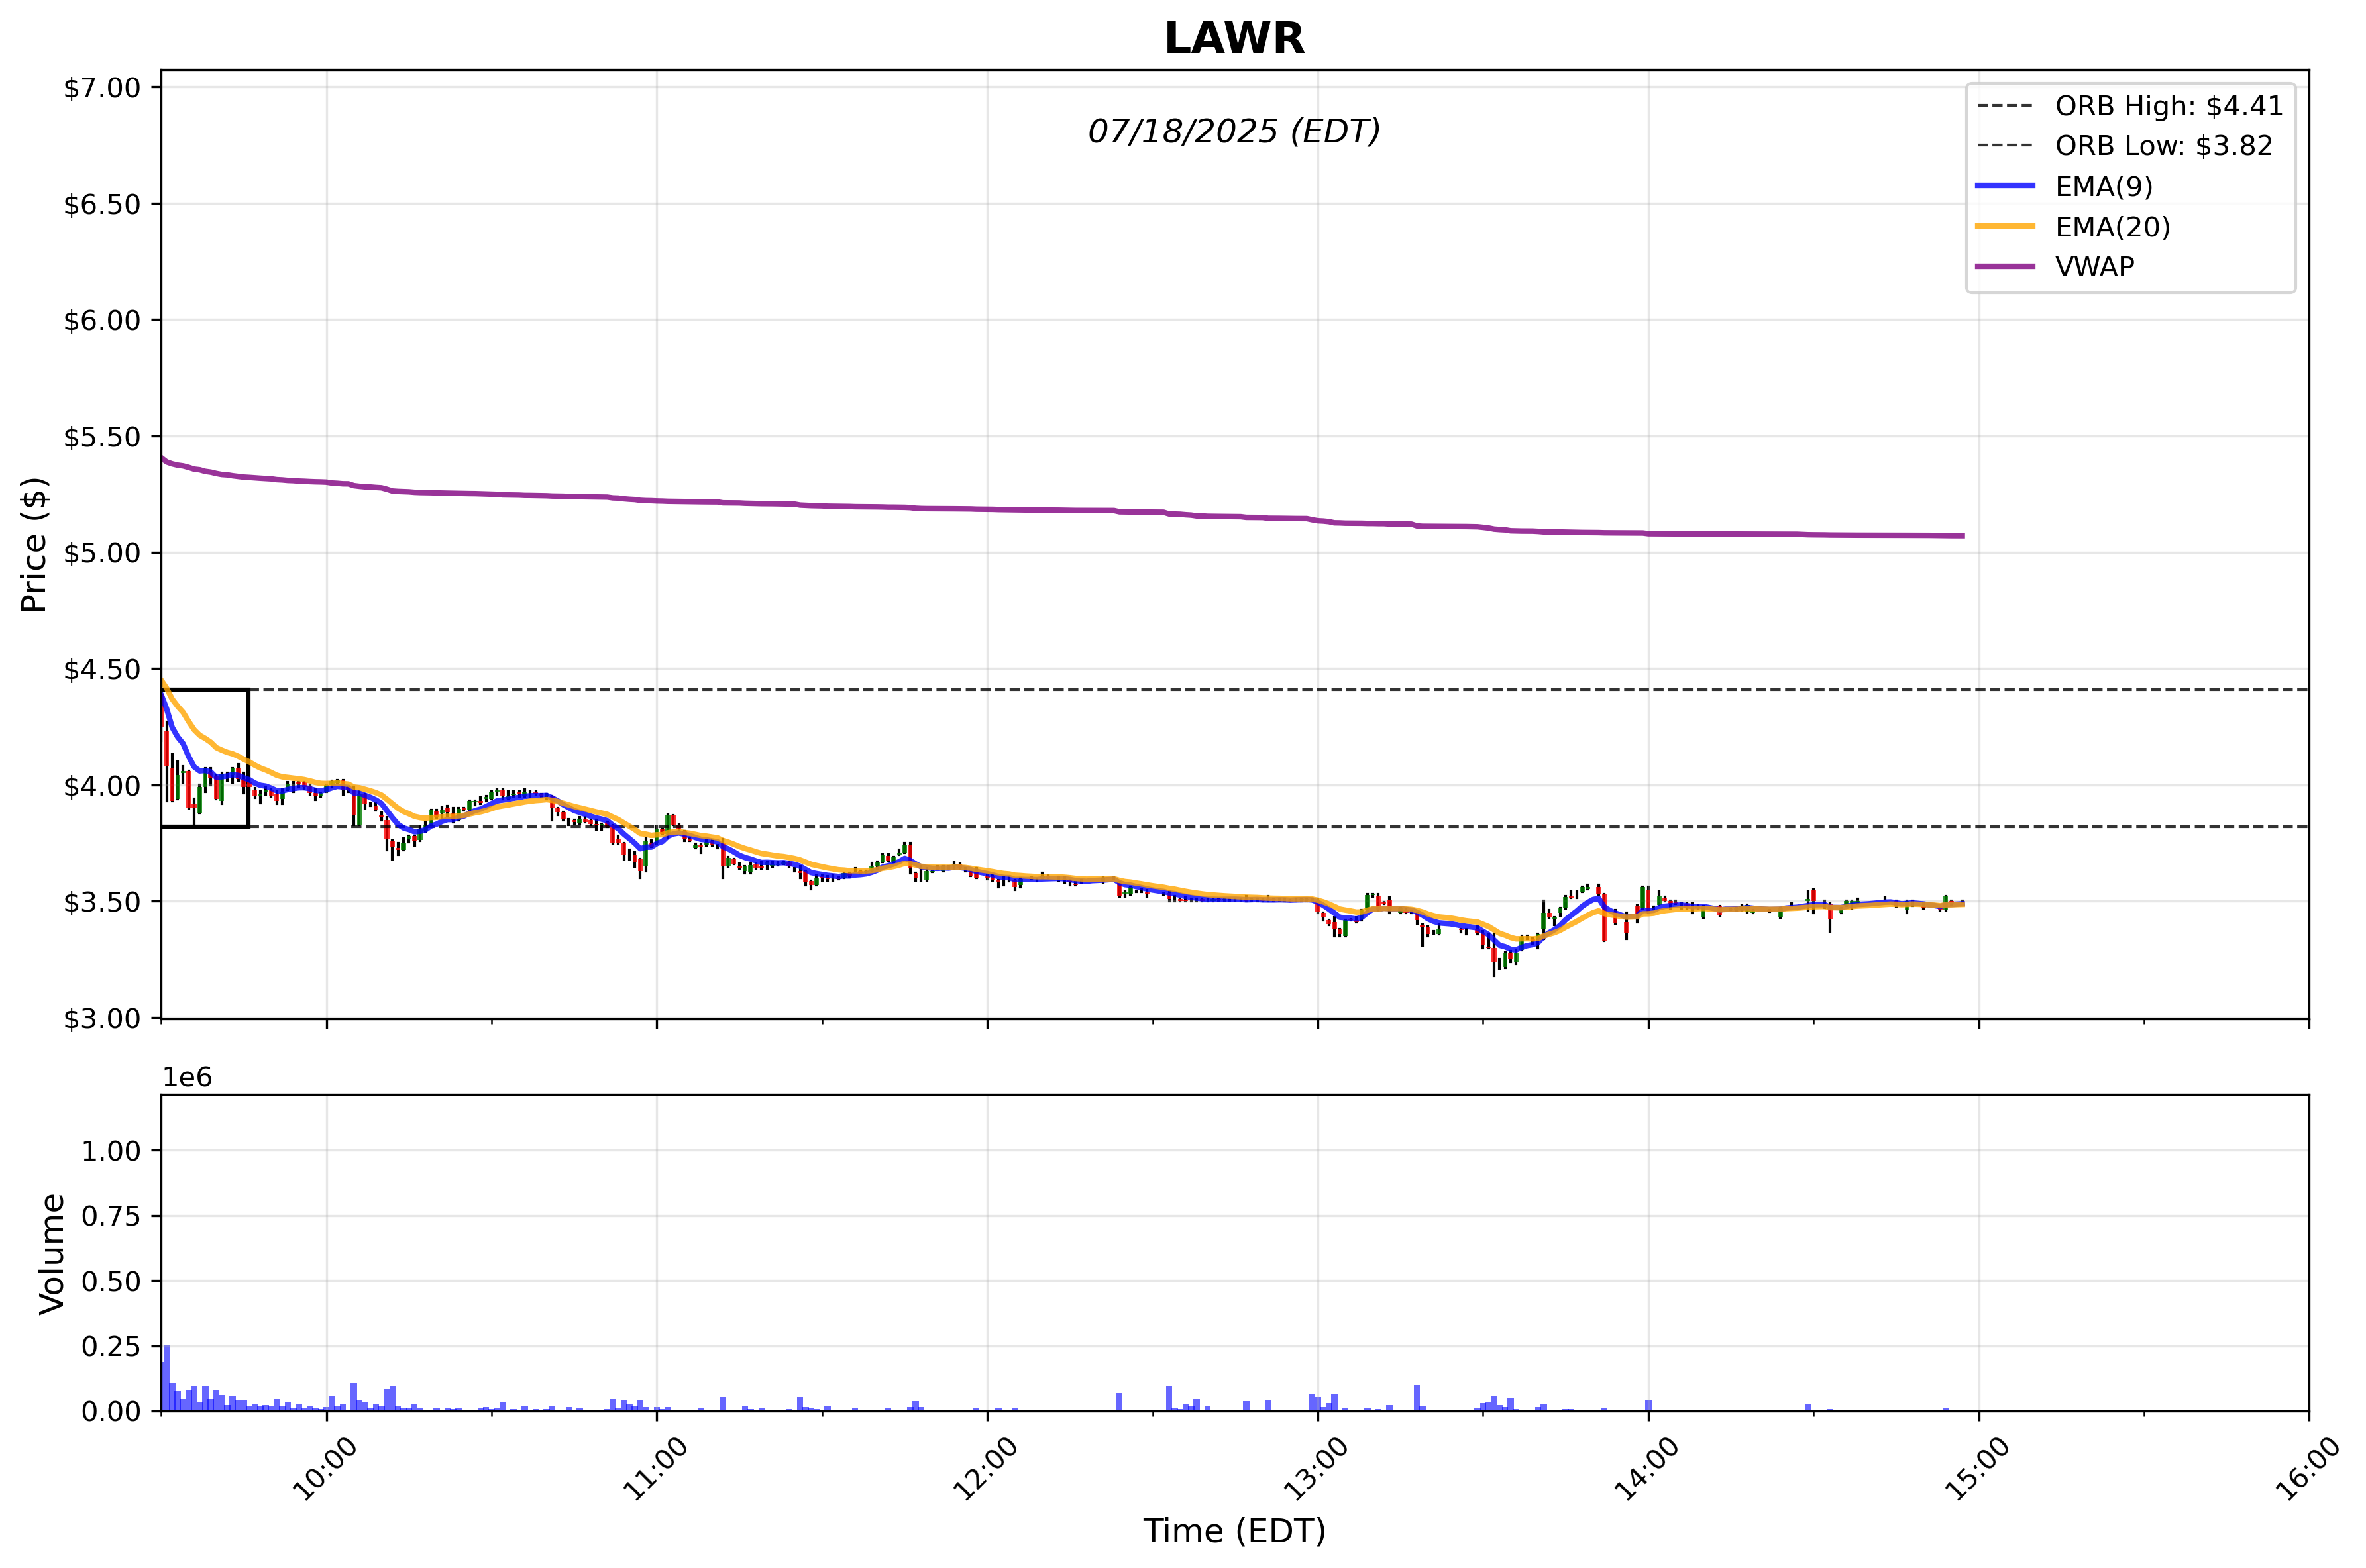 LAWR
07/18/2025 (EDT)
ORB High: $4.41
ORB Low: $3.82
EMA(9)
EMA(20)
VWAP
Price ($)
$7.00
$6.50
$6.00
$5.50
$5.00
$4.50
$4.00
$3.50
$3.00
1e6
Volume
1.00
0.75
0.50
0.25
0.00
10:00 11:00 12:00 13:00 14:00 15:00 16:00
Time (EDT)